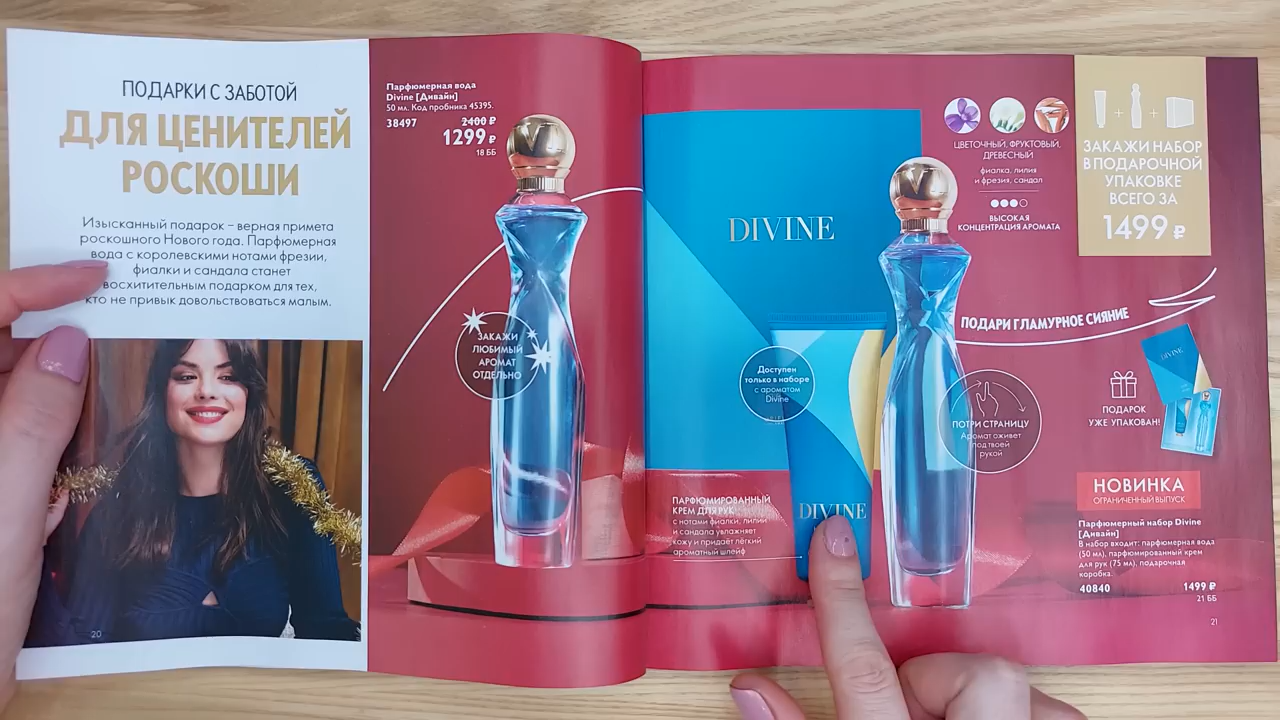 ПОДАРКИ С ЗАБОТОЙ
ДЛЯ ЦЕНИТЕЛЕЙ
РОСКОШИ
Изысканный подарок – верная примета
роскошного Нового года. Парфюмерная
вода с королевскими нотами фрезии,
фиалки и сандала станет
восхитительным подарком для тех,
кто не привык довольствоваться малым.
20
Парфюмерная вода
Divine [Дивайн]
50 мл. Код пробника 45395.
38497 2400 ₽
1299 ₽
18 ББ
ЗАКАЖИ
ЛЮБИМЫЙ
АРОМАТ
ОТДЕЛЬНО
DIVINE
Доступен
только в наборе
с ароматом
Divine
ПАРФЮМИРОВАННЫЙ
КРЕМ ДЛЯ РУК
с нотами фиалки, лилии
и сандала увлажняет
кожу и придаёт лёгкий
ароматный шлейф
DIVINE
V
V
ЦВЕТОЧНЫЙ, ФРУКТОВЫЙ,
ДРЕВЕСНЫЙ
фиалка, лилия
и фрезия, сандал
ВЫСОКАЯ
КОНЦЕНТРАЦИЯ АРОМАТА
ЗАКАЖИ НАБОР
В ПОДАРОЧНОЙ
УПАКОВКЕ
ВСЕГО ЗА
1499 ₽
ПОДАРИ ГЛАМУРНОЕ СИЯНИЕ
ПОТРИ СТРАНИЦУ
Аромат оживет
под твоей
рукой
DIVINE
ПОДАРОК
УЖЕ УПАКОВАН!
НОВИНКА
ОГРАНИЧЕННЫЙ ВЫПУСК
Парфюмерный набор Divine
[Дивайн]
В набор входит: парфюмерная вода
(50 мл), парфюмированный крем
для рук (75 мл), подарочная
коробка.
40840 1499 ₽
21 ББ
21